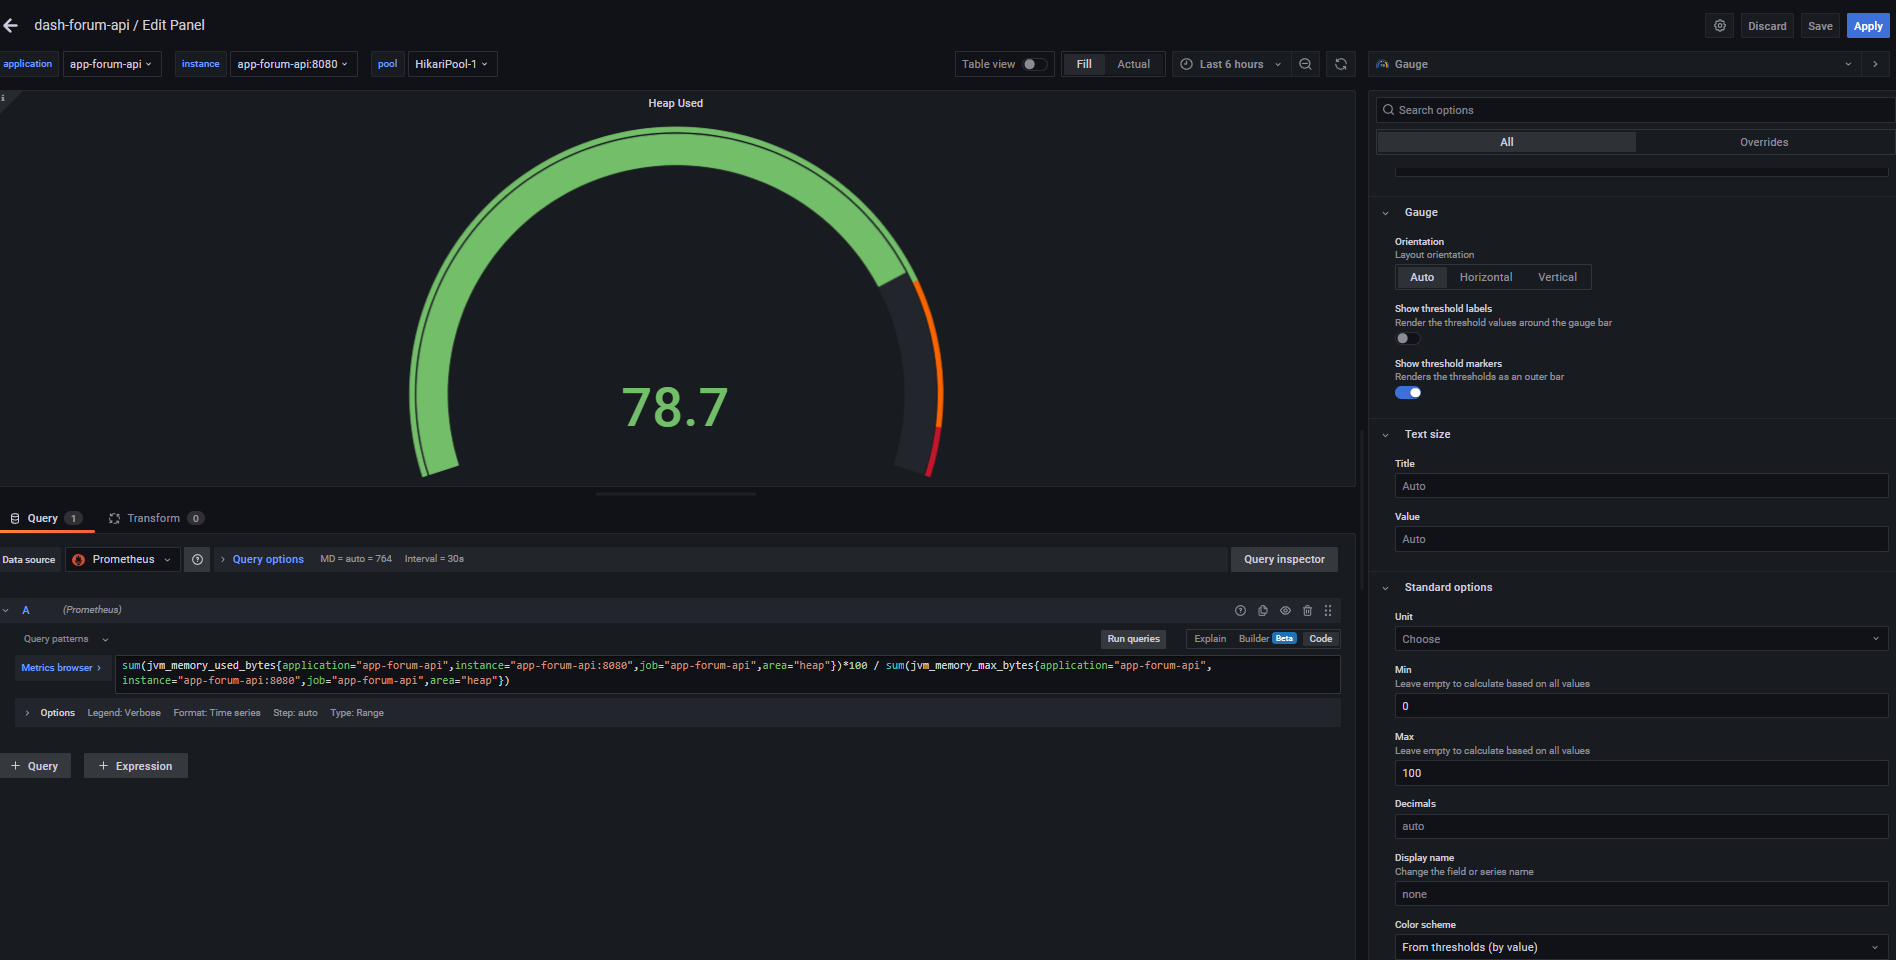 dash-forum-api / Edit Panel
Discard
Save
Apply
application
app-forum-api
instance
app-forum-api:8080
pool
HikariPool-1
Table view
Fill
Actual
Last 6 hours
Gauge
i
Heap Used
78.7
Search options
All
Overrides
Gauge
Orientation
Layout orientation
Auto
Horizontal
Vertical
Show threshold labels
Render the threshold values around the gauge bar
Show threshold markers
Renders the thresholds as an outer bar
Text size
Title
Auto
Value
Auto
Standard options
Unit
Choose
Min
Leave empty to calculate based on all values
0
Max
Leave empty to calculate based on all values
100
Decimals
auto
Display name
Change the field or series name
none
Color scheme
From thresholds (by value)
Query 1
Transform 0
Data source
Prometheus
Query options
MD = auto = 764
Interval = 30s
Query inspector
A
(Prometheus)
Query patterns
Run queries
Explain
Builder Beta
Code
Metrics browser >
sum(jvm_memory_used_bytes{application="app-forum-api",instance="app-forum-api:8080",job="app-forum-api",area="heap"})*100 / sum(jvm_memory_max_bytes{application="app-forum-api",
instance="app-forum-api:8080",job="app-forum-api",area="heap"})
Options
Legend: Verbose
Format: Time series
Step: auto
Type: Range
+ Query
+ Expression